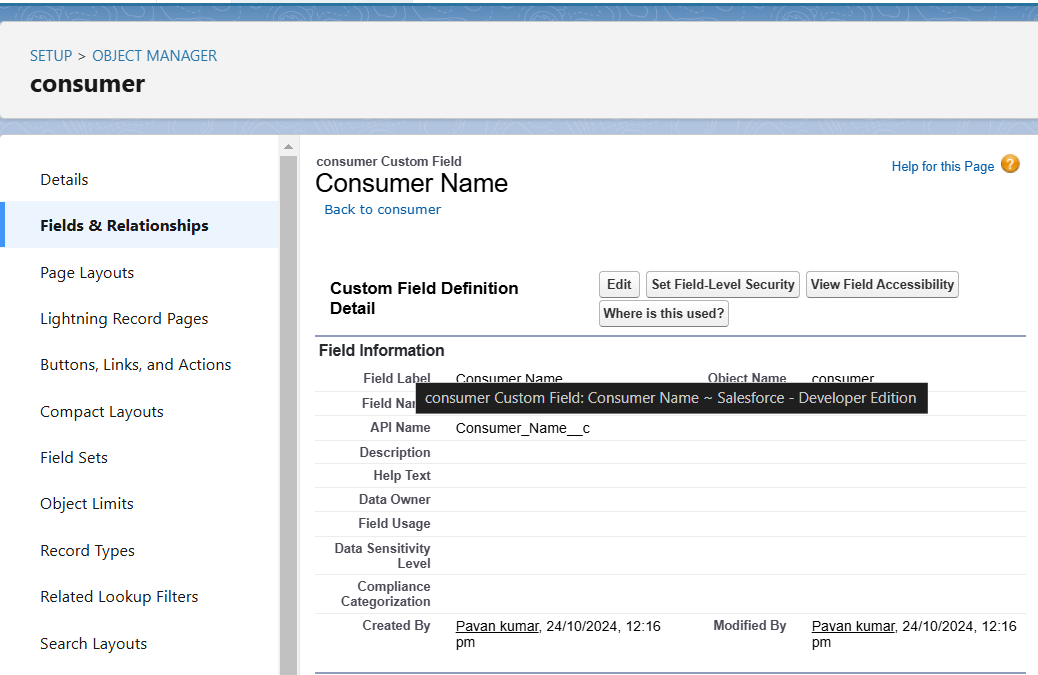 SETUP > OBJECT MANAGER
consumer
Details
Fields & Relationships
Page Layouts
Lightning Record Pages
Buttons, Links, and Actions
Compact Layouts
Field Sets
Object Limits
Record Types
Related Lookup Filters
Search Layouts
consumer Custom Field
Consumer Name
Help for this Page ?
Back to consumer
Custom Field Definition
Detail
Edit Set Field-Level Security View Field Accessibility
Where is this used?
Field Information
Field Label Consumer Name Object Name consumer
Field
consumer Custom Field: Consumer Name ~ Salesforce - Developer Edition
API Name Consumer_Name__c
Description
Help Text
Data Owner
Field Usage
Data Sensitivity
Level
Compliance
Categorization
Created By Pavan kumar, 24/10/2024, 12:16 Modified By Pavan kumar, 24/10/2024, 12:16
pm pm